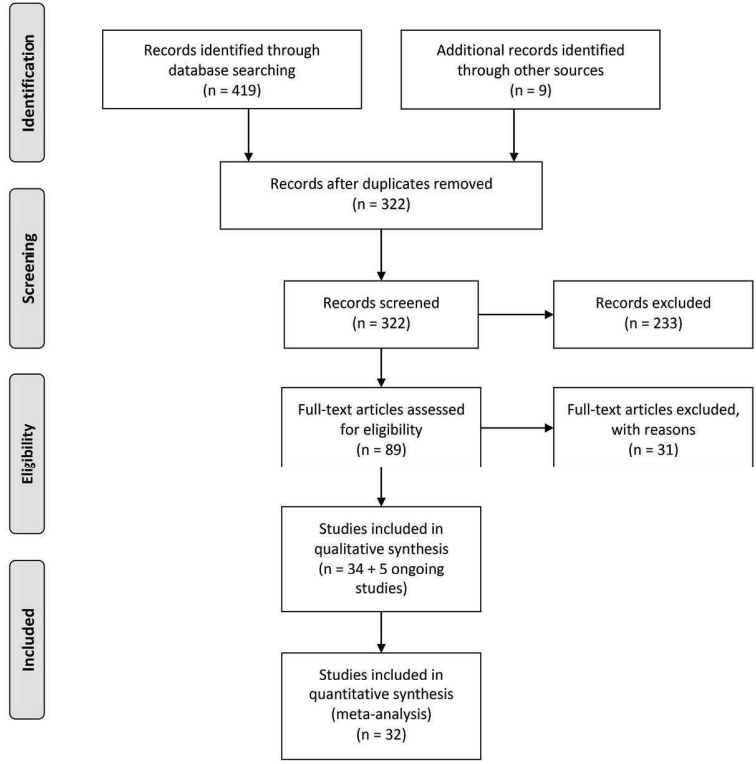 Identification
Records identified through
database searching
(n = 419)
Additional records identified
through other sources
(n = 9)
Records after duplicates removed
(n = 322)
Screening
Records screened
(n = 322)
Records excluded
(n = 233)
Eligibility
Full-text articles assessed
for eligibility
(n = 89)
Full-text articles excluded,
with reasons
(n = 31)
Studies included in
qualitative synthesis
(n = 34 + 5 ongoing
studies)
Included
Studies included in
quantitative synthesis
(meta-analysis)
(n = 32)